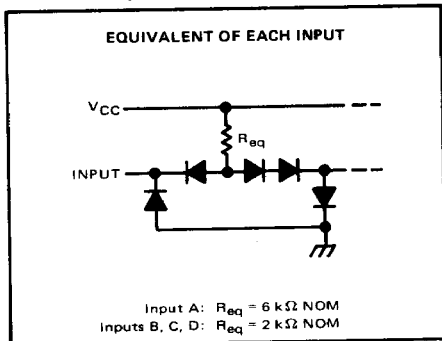 EQUIVALENT OF EACH INPUT
VCC
Req
INPUT
Input A: Req = 6 kΩ NOM
Inputs B, C, D: Req = 2 kΩ NOM